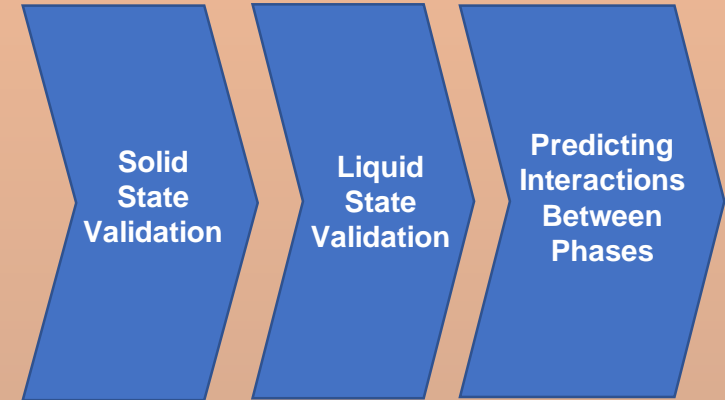 Solid
State
Validation
Liquid
State
Validation
Predicting
Interactions
Between
Phases